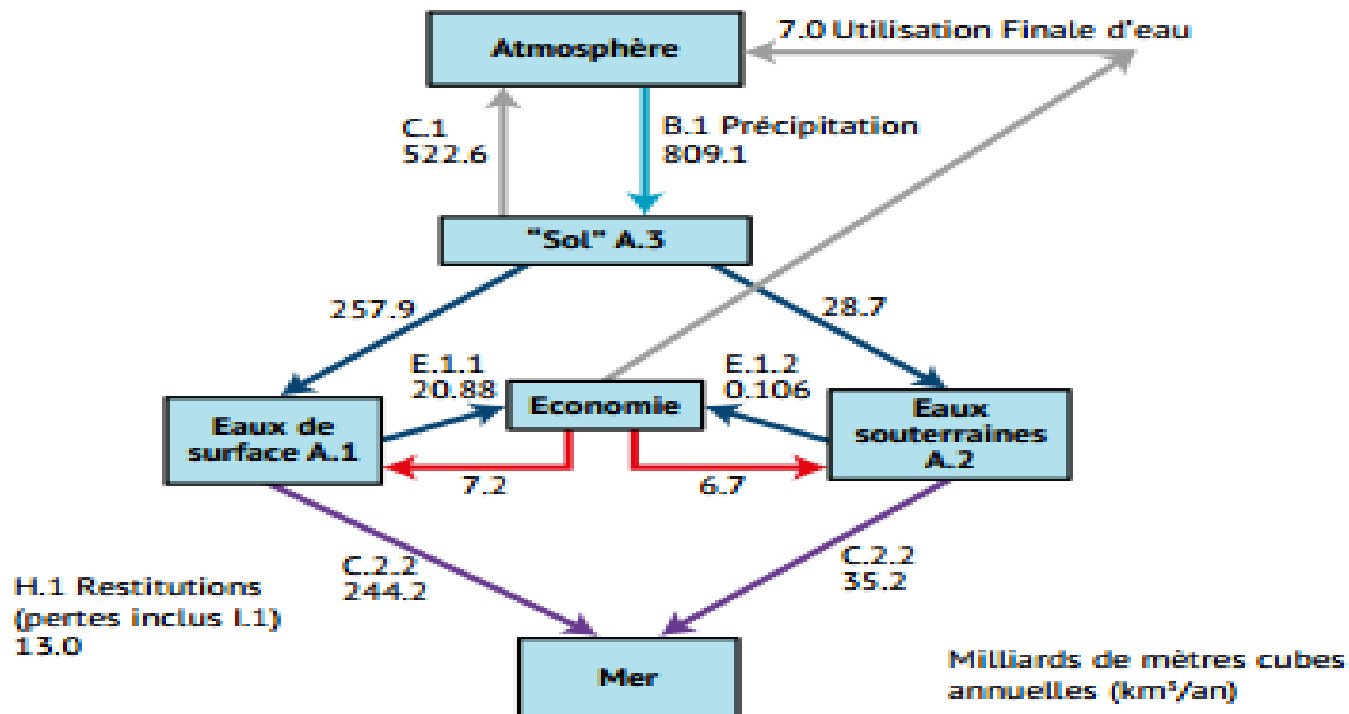 Atmosphère
7.0 Utilisation Finale d'eau
C.1
522.6
B.1 Précipitation
809.1
"Sol" A.3
257.9
28.7
E.1.1
20.88
Economie
E.1.2
0.106
Eaux de
surface A.1
Eaux
souterraines
A.2
7.2
6.7
C.2.2
244.2
C.2.2
35.2
H.1 Restitutions
(pertes inclus I.1)
13.0
Mer
Milliards de mètres cubes
annuelles (km³/an)